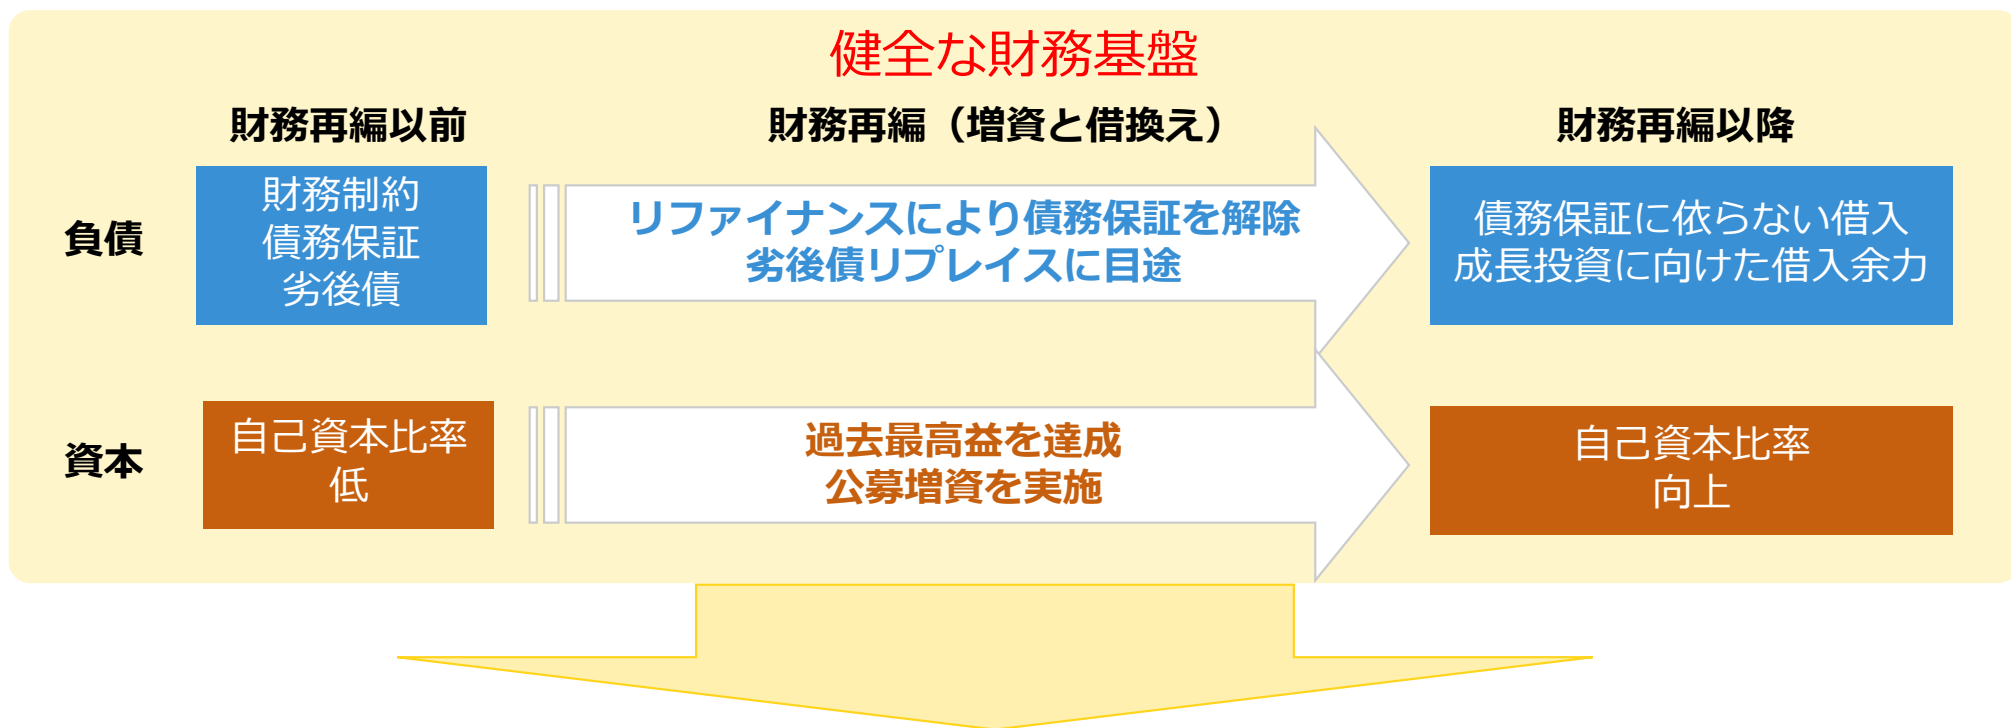 健全な財務基盤
財務再編以前
財務再編（増資と借換え）
財務再編以降
負債
財務制約
債務保証
劣後債
リファイナンスにより債務保証を解除
劣後債リプレイスに目途
債務保証に依らない借入
成長投資に向けた借入余力
資本
自己資本比率
低
過去最高益を達成
公募増資を実施
自己資本比率
向上